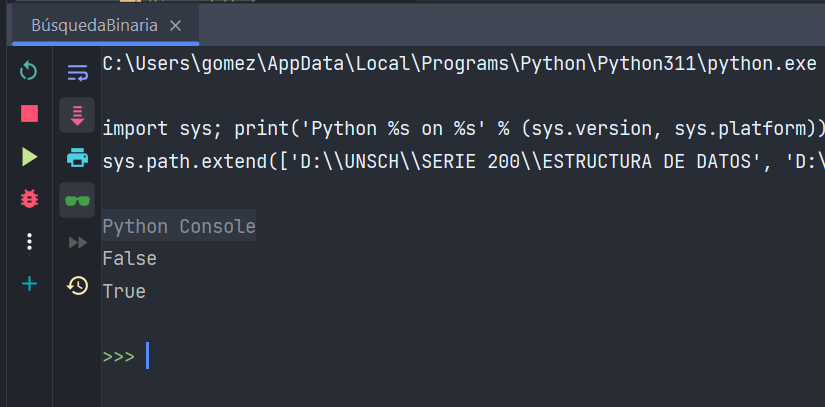 BúsquedaBinaria
C:\Users\gomez\AppData\Local\Programs\Python\Python311\python.exe
import sys; print('Python %s on %s' % (sys.version, sys.platform))
sys.path.extend(['D:\\UNSCH\\SERIE 200\\ESTRUCTURA DE DATOS', 'D:\
Python Console
False
True
>>>